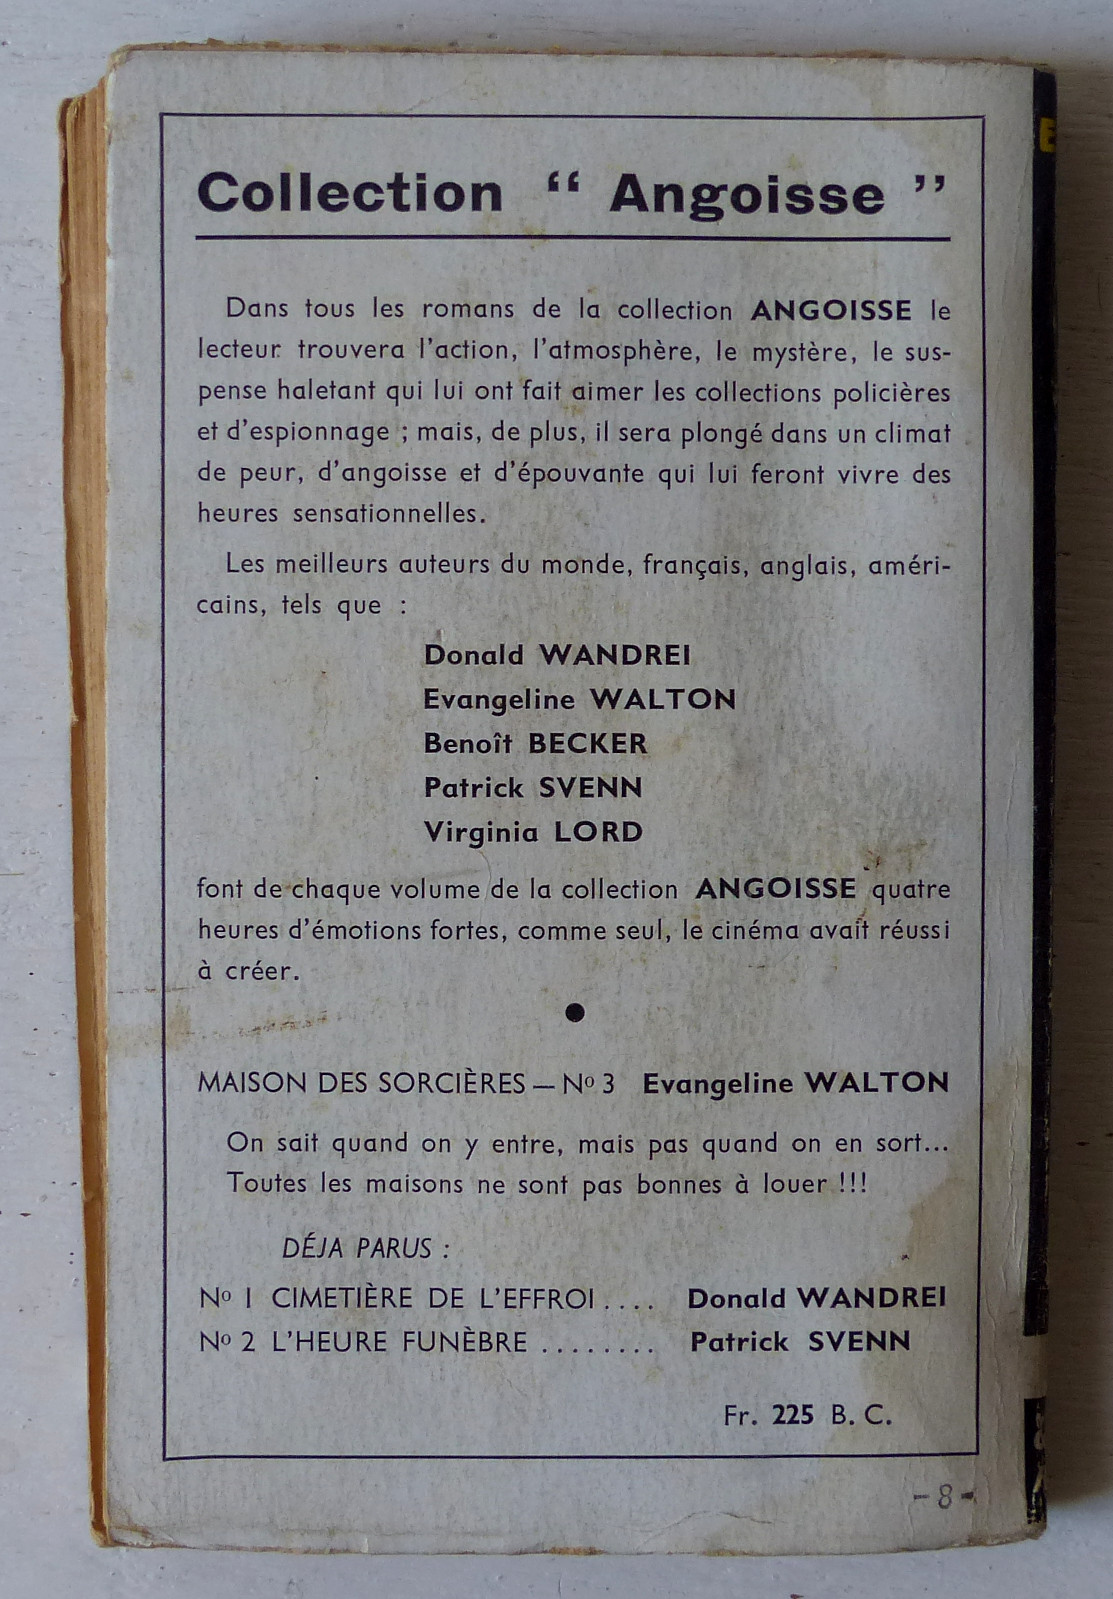 Collection “ Angoisse ”
Dans tous les romans de la collection ANGOISSE le
lecteur trouvera l'action, l'atmosphère, le mystère, le sus-
pense haletant qui lui ont fait aimer les collections policières
et d'espionnage ; mais, de plus, il sera plongé dans un climat
de peur, d'angoisse et d'épouvante qui lui feront vivre des
heures sensationnelles.
Les meilleurs auteurs du monde, français, anglais, améri-
cains, tels que :
Donald WANDREI
Evangeline WALTON
Benoît BECKER
Patrick SVENN
Virginia LORD
font de chaque volume de la collection ANGOISSE quatre
heures d'émotions fortes, comme seul, le cinéma avait réussi
à créer.
MAISON DES SORCIÈRES — Nº 3 Evangeline WALTON
On sait quand on y entre, mais pas quand on en sort...
Toutes les maisons ne sont pas bonnes à louer !!!
DÉJA PARUS :
Nº 1 CIMETIÈRE DE L'EFFROI .... Donald WANDREI
Nº 2 L'HEURE FUNÈBRE ........ Patrick SVENN
Fr. 225 B. C.
-8-